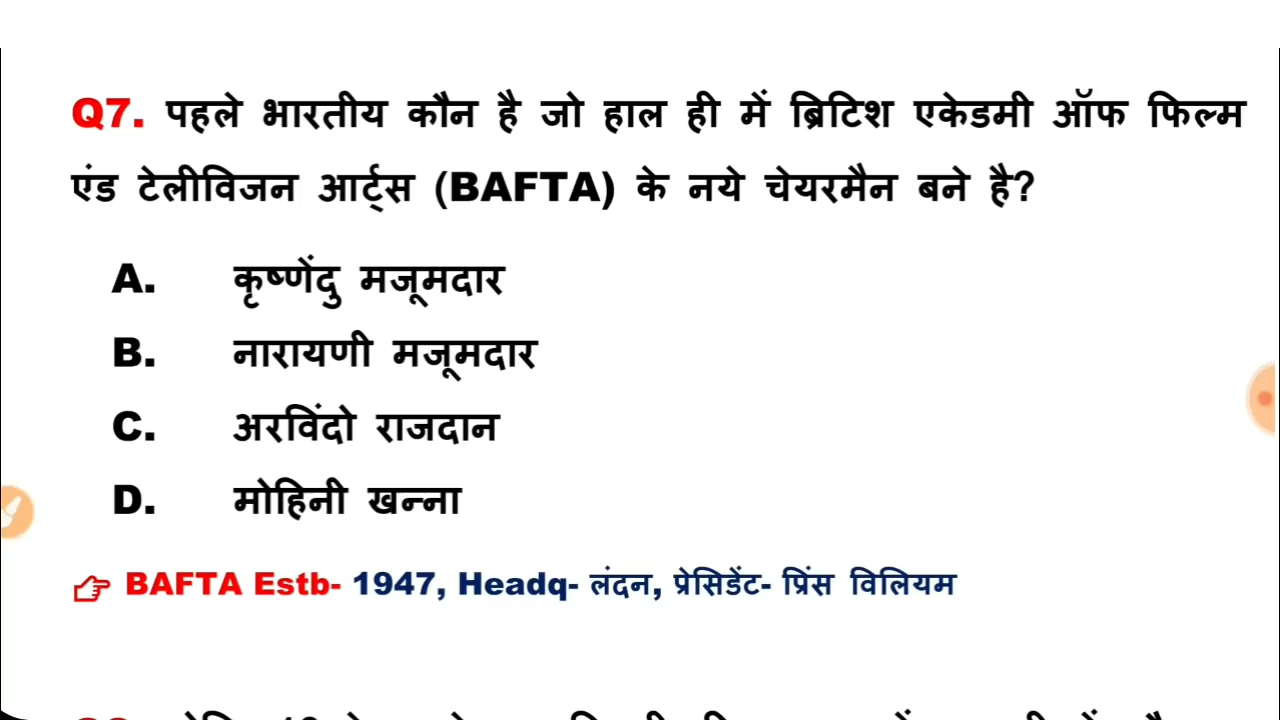 Q7. पहले भारतीय कौन है जो हाल ही में ब्रिटिश एकेडमी ऑफ फिल्म
एंड टेलीविजन आर्ट्स (BAFTA) के नये चेयरमैन बने है?
A. कृष्णेंदु मजूमदार
B. नारायणी मजूमदार
C. अरविंदो राजदान
D. मोहिनी खन्ना
BAFTA Estb- 1947, Headq- लंदन, प्रेसिडेंट- प्रिंस विलियम